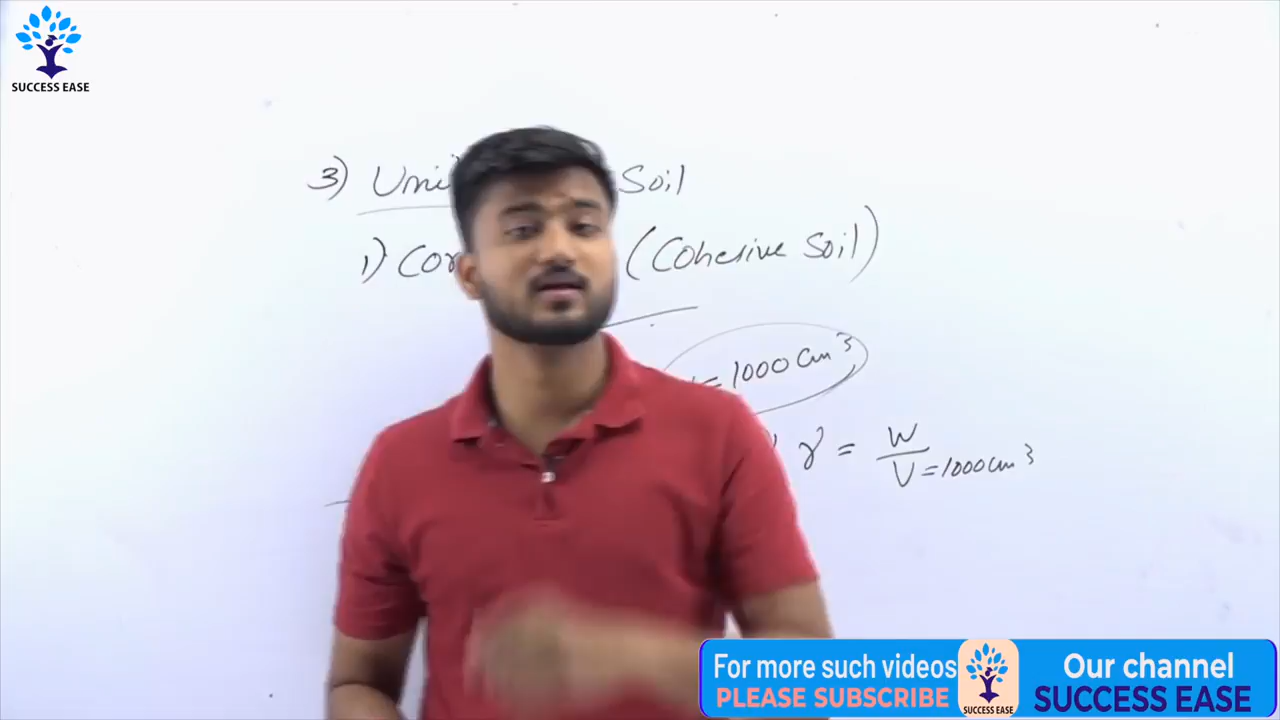 SUCCESS EASE
3) Uni Soil
1) Cor (Cohesive Soil)
= 1000 cm³
γ = W
V = 1000 cm³
For more such videos
PLEASE SUBSCRIBE
SUCCESS EASE
Our channel
SUCCESS EASE